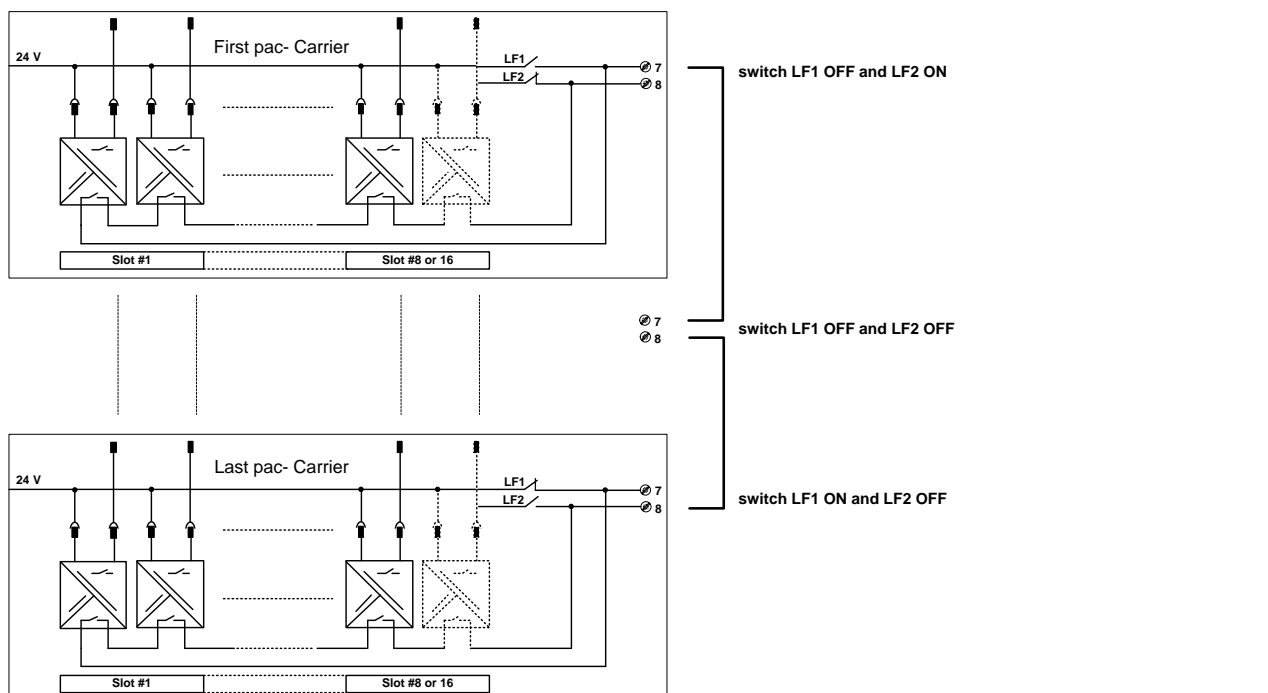 First pac- Carrier
24 V
LF1
7
switch LF1 OFF and LF2 ON
LF2
8
Slot #1
Slot #8 or 16
7
switch LF1 OFF and LF2 OFF
8
Last pac- Carrier
24 V
LF1
7
LF2
8
switch LF1 ON and LF2 OFF
Slot #1
Slot #8 or 16